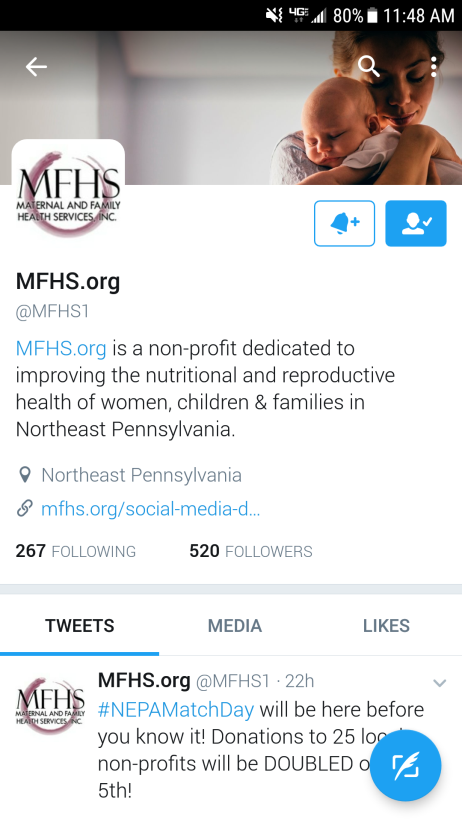 4G 80% 11:48 AM
MFHS
MATERNAL AND FAMILY
HEALTH SERVICES, INC.
MFHS.org
@MFHS1
MFHS.org is a non-profit dedicated to
improving the nutritional and reproductive
health of women, children & families in
Northeast Pennsylvania.
Northeast Pennsylvania
mfhs.org/social-media-d...
267 FOLLOWING 520 FOLLOWERS
TWEETS MEDIA LIKES
MFHS
MATERNAL AND FAMILY
HEALTH SERVICES, INC.
MFHS.org @MFHS1 · 22h
#NEPAMatchDay will be here before
you know it! Donations to 25
non-profits will be DOUBLED
5th!